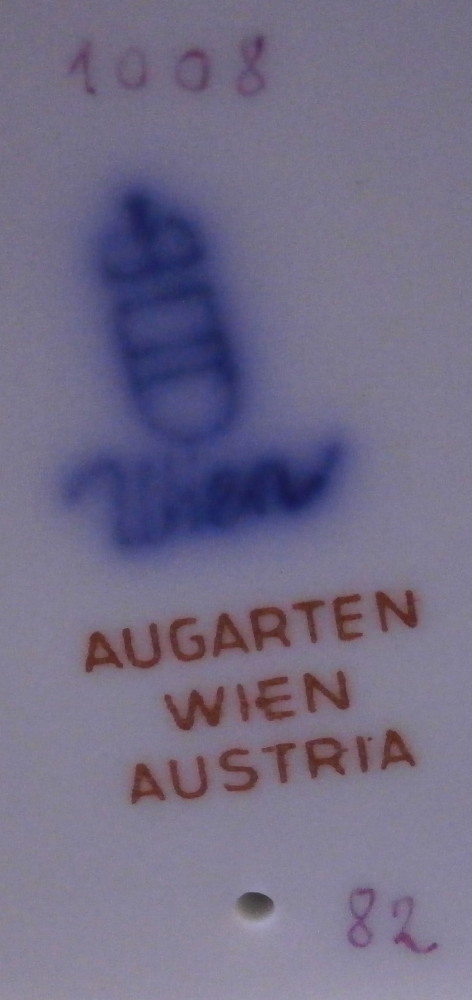 1008
Wien
AUGARTEN
WIEN
AUSTRIA
82